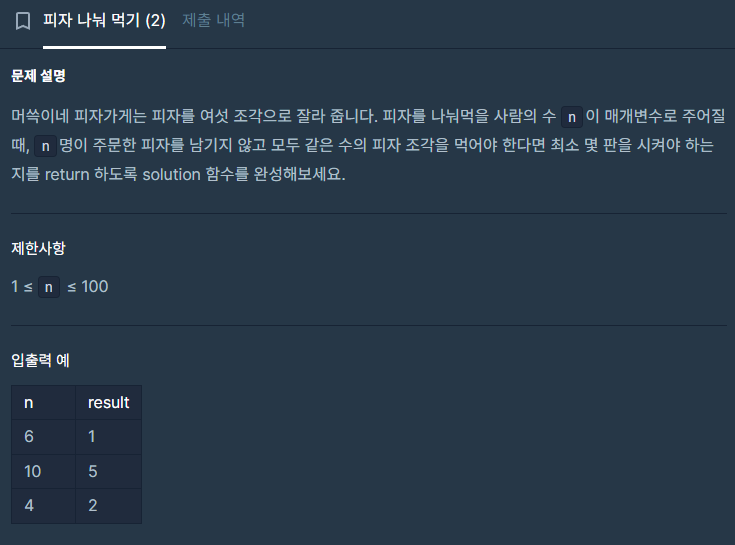 피자 나눠 먹기 (2) 제출 내역
문제 설명
머쓱이네 피자가게는 피자를 여섯 조각으로 잘라 줍니다. 피자를 나눠먹을 사람의 수 n이 매개변수로 주어질
때, n명이 주문한 피자를 남기지 않고 모두 같은 수의 피자 조각을 먹어야 한다면 최소 몇 판을 시켜야 하는
지를 return 하도록 solution 함수를 완성해보세요.
제한사항
1 ≤ n ≤ 100
입출력 예
n result
6 1
10 5
4 2